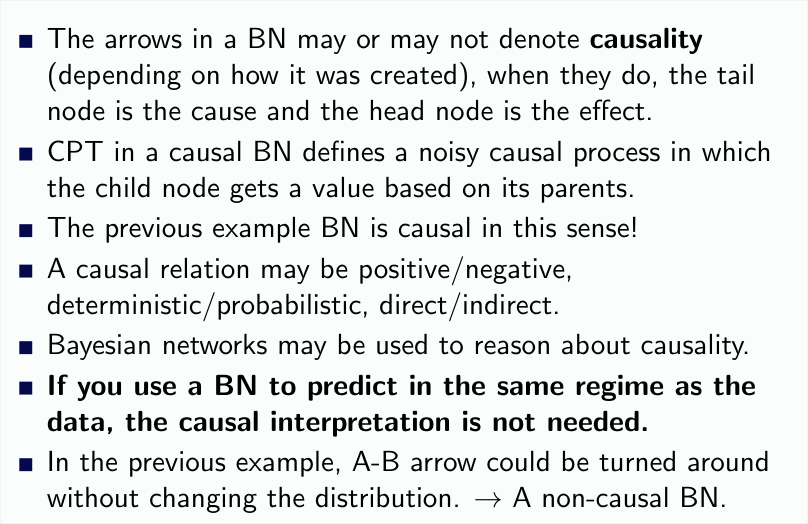 ■ The arrows in a BN may or may not denote causality
(depending on how it was created), when they do, the tail
node is the cause and the head node is the effect.
■ CPT in a causal BN defines a noisy causal process in which
the child node gets a value based on its parents.
■ The previous example BN is causal in this sense!
■ A causal relation may be positive/negative,
deterministic/probabilistic, direct/indirect.
■ Bayesian networks may be used to reason about causality.
■ If you use a BN to predict in the same regime as the
data, the causal interpretation is not needed.
■ In the previous example, A-B arrow could be turned around
without changing the distribution. → A non-causal BN.